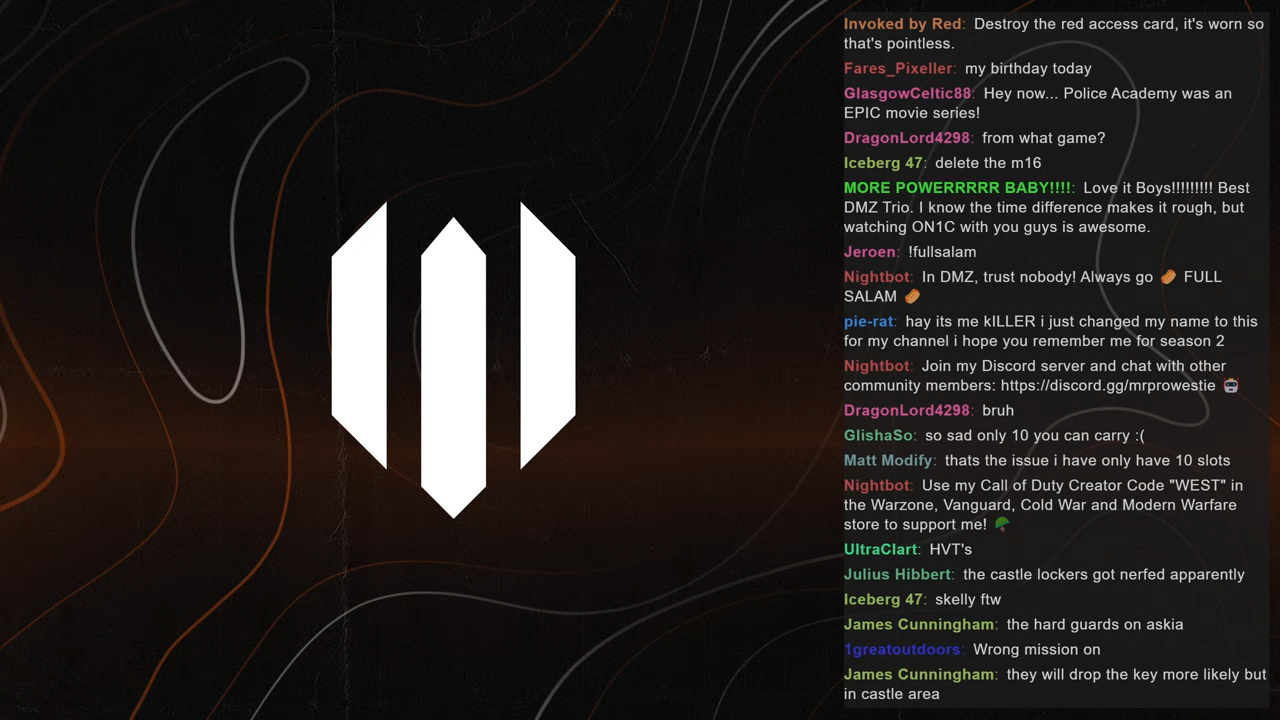 Invoked by Red: Destroy the red access card, it's worn so
that's pointless.
Fares_Pixeller: my birthday today
GlasgowCeltic88: Hey now... Police Academy was an
EPIC movie series!
DragonLord4298: from what game?
Iceberg 47: delete the m16
MORE POWERRRRR BABY!!!!: Love it Boys!!!!!!!!! Best
DMZ Trio. I know the time difference makes it rough, but
watching ON1C with you guys is awesome.
Jeroen: !fullsalam
Nightbot: In DMZ, trust nobody! Always go 🥖 FULL
SALAM 🥖
pie-rat: hay its me kILLER i just changed my name to this
for my channel i hope you remember me for season 2
Nightbot: Join my Discord server and chat with other
community members: https://discord.gg/mrprowestie 🤖
DragonLord4298: bruh
GlishaSo: so sad only 10 you can carry :(
Matt Modify: thats the issue i have only have 10 slots
Nightbot: Use my Call of Duty Creator Code "WEST" in
the Warzone, Vanguard, Cold War and Modern Warfare
store to support me! 🪂
UltraClart: HVT's
Julius Hibbert: the castle lockers got nerfed apparently
Iceberg 47: skelly ftw
James Cunningham: the hard guards on askia
1greatoutdoors: Wrong mission on
James Cunningham: they will drop the key more likely but
in castle area